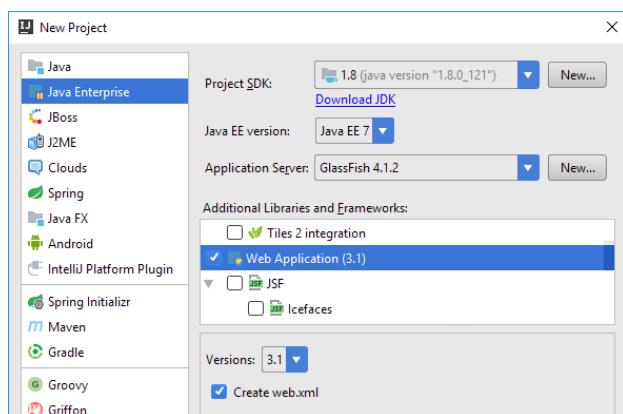 New Project
Java
Java Enterprise
JBoss
J2ME
Clouds
Spring
Java FX
Android
IntelliJ Platform Plugin
Spring Initializr
Maven
Gradle
Groovy
Griffon
Project SDK: 1.8 (java version "1.8.0_121") New...
Download JDK
Java EE version: Java EE 7
Application Server: GlassFish 4.1.2 New...
Additional Libraries and Frameworks:
Tiles 2 integration
Web Application (3.1)
JSF JSF
JSF Icefaces
Versions: 3.1
Create web.xml